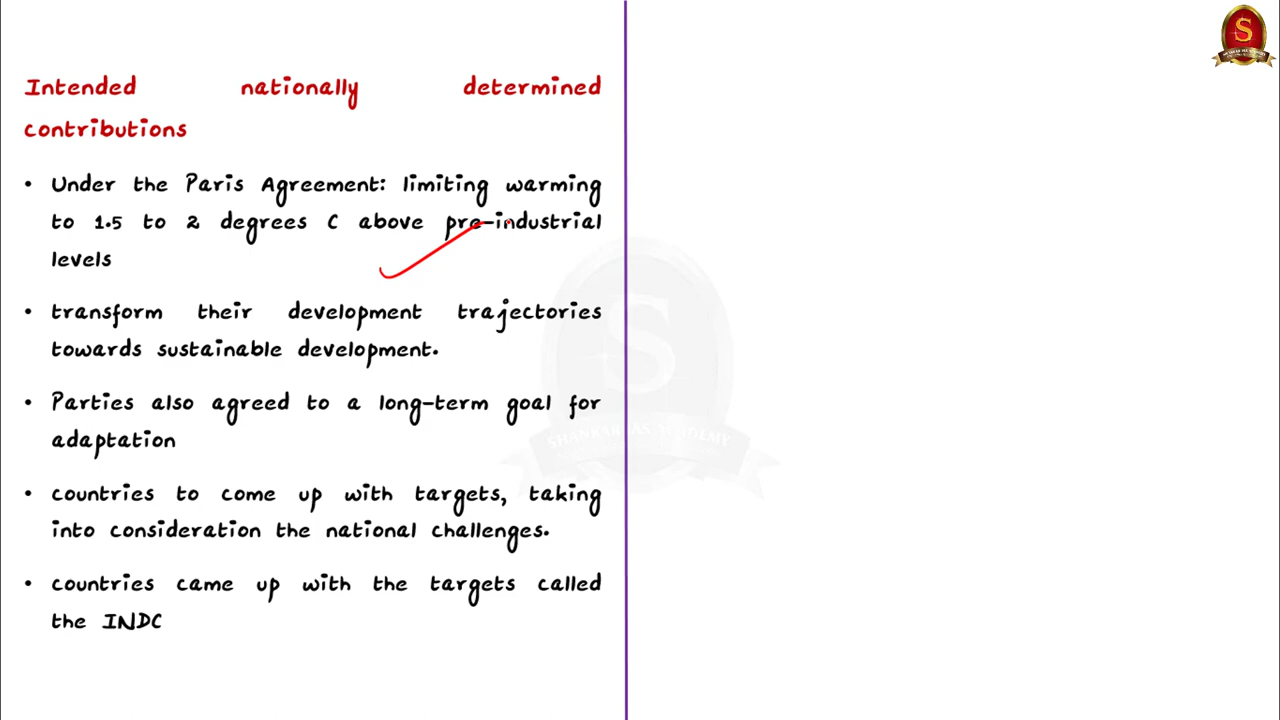 Intended nationally determined
contributions
• Under the Paris Agreement: limiting warming
to 1.5 to 2 degrees C above pre-industrial
levels
• transform their development trajectories
towards sustainable development.
• Parties also agreed to a long-term goal for
adaptation
• countries to come up with targets, taking
into consideration the national challenges.
• countries came up with the targets called
the INDC
S
SHANKAR IAS ACADEMY
S